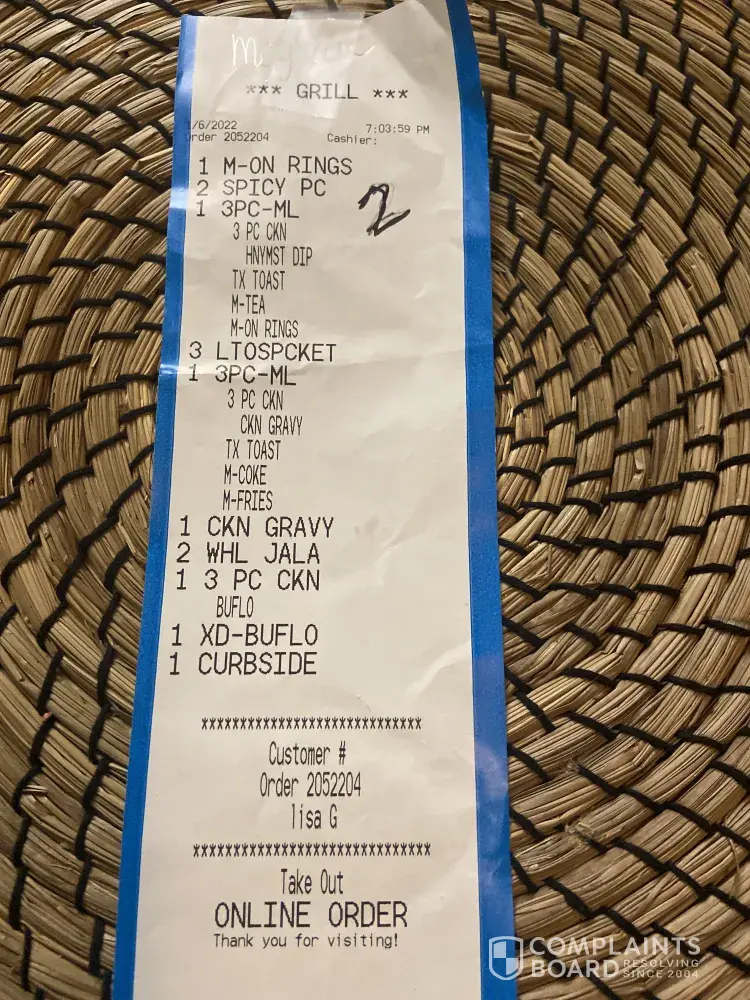 *** GRILL ***
/6/2022 7:03:59 PM
Order 2052204 Cashier:
1 M-ON RINGS
2 SPICY PC
1 3PC-ML
2
3 PC CKN
HNYMST DIP
TX TOAST
M-TEA
M-ON RINGS
3 LTOSPCKET
1 3PC-ML
3 PC CKN
CKN GRAVY
TX TOAST
M-COKE
M-FRIES
1 CKN GRAVY
2 WHL JALA
1 3 PC CKN
BUFLO
1 XD-BUFLO
1 CURBSIDE
****************************
Customer #
Order 2052204
lisa G
******************************
Take Out
ONLINE ORDER
Thank you for visiting!
COMPLAINTS
BOARD RESOLVING
SINCE 2004